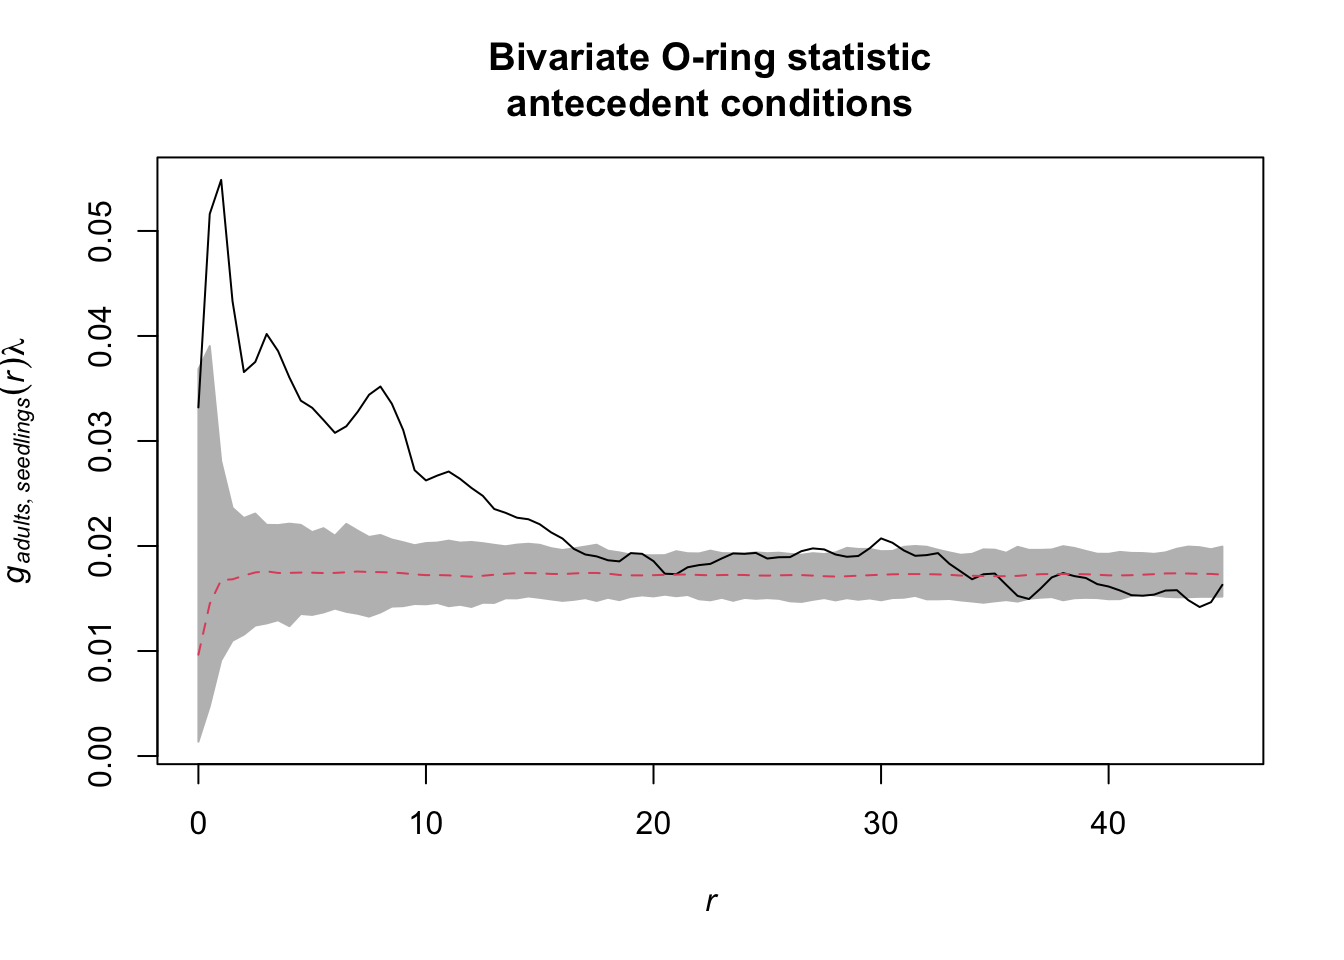 Bivariate O-ring statistic
antecedent conditions
g adults, seedlings (r)λ
0.05
0.04
0.03
0.02
0.01
0.00
0 10 20 30 40
r